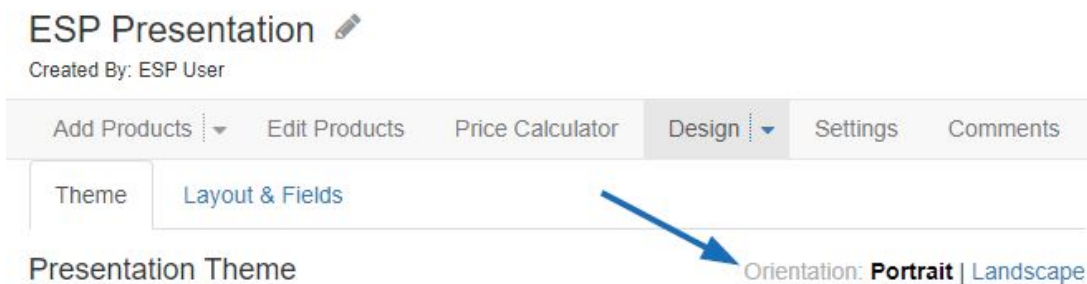 ESP Presentation
Created By: ESP User
Add Products Edit Products Price Calculator Design Settings Comments
Theme Layout & Fields
Presentation Theme Orientation: Portrait | Landscape